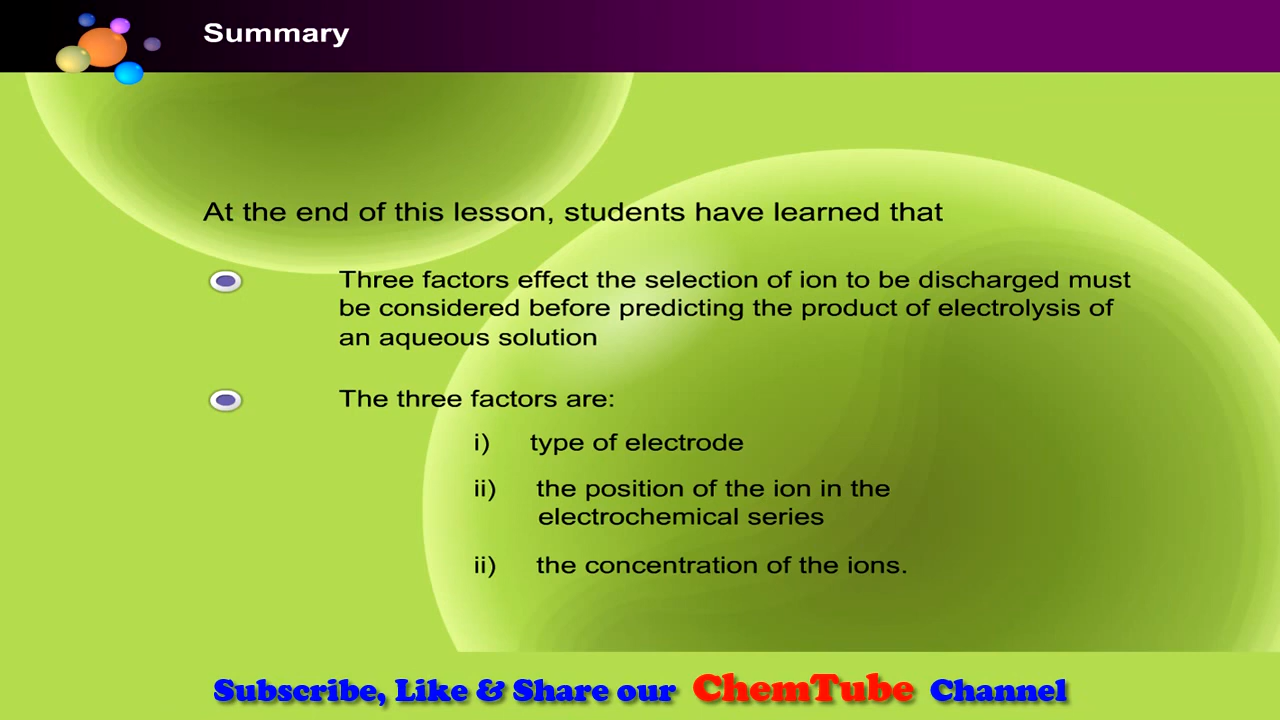 Summary
At the end of this lesson, students have learned that
Three factors effect the selection of ion to be discharged must
be considered before predicting the product of electrolysis of
an aqueous solution
The three factors are:
i) type of electrode
ii) the position of the ion in the
electrochemical series
ii) the concentration of the ions.
Subscribe, Like & Share our ChemTube Channel